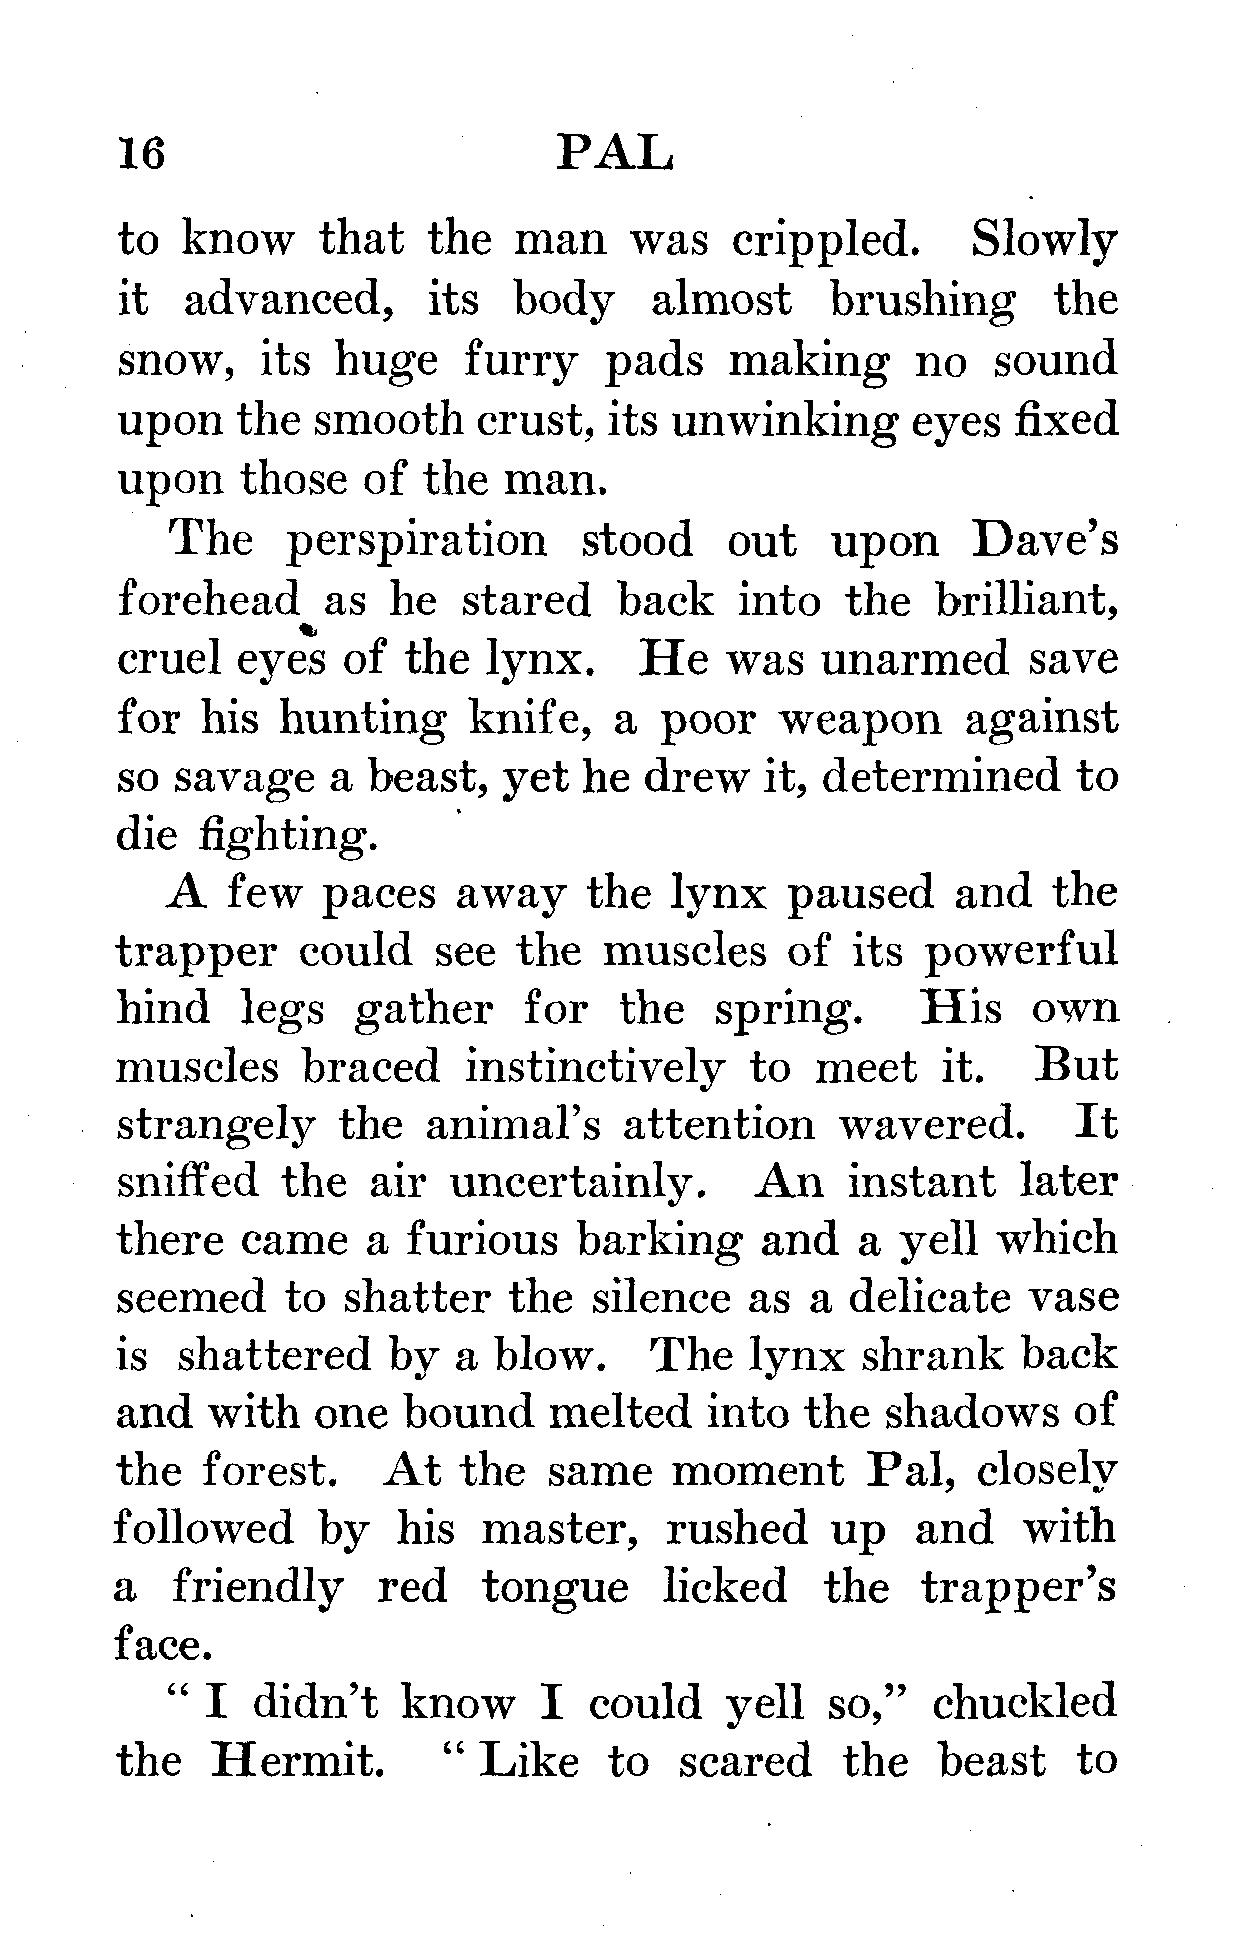 16 PAL
to know that the man was crippled. Slowly
it advanced, its body almost brushing the
snow, its huge furry pads making no sound
upon the smooth crust, its unwinking eyes fixed
upon those of the man.
The perspiration stood out upon Dave's
forehead as he stared back into the brilliant,
cruel eyes of the lynx. He was unarmed save
for his hunting knife, a poor weapon against
so savage a beast, yet he drew it, determined to
die fighting.
A few paces away the lynx paused and the
trapper could see the muscles of its powerful
hind legs gather for the spring. His own
muscles braced instinctively to meet it. But
strangely the animal's attention wavered. It
sniffed the air uncertainly. An instant later
there came a furious barking and a yell which
seemed to shatter the silence as a delicate vase
is shattered by a blow. The lynx shrank back
and with one bound melted into the shadows of
the forest. At the same moment Pal, closely
followed by his master, rushed up and with
a friendly red tongue licked the trapper's
face.
" I didn't know I could yell so," chuckled
the Hermit. " Like to scared the beast to